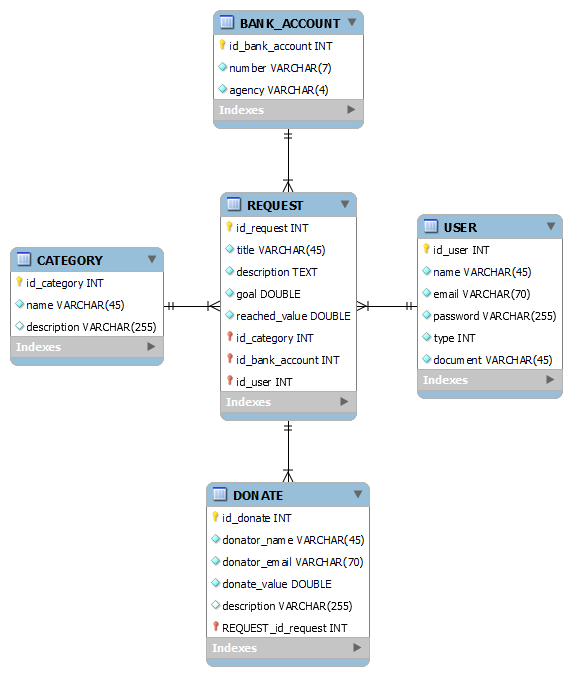 BANK_ACCOUNT
id_bank_account INT
number VARCHAR(7)
agency VARCHAR(4)
Indexes
REQUEST
id_request INT
title VARCHAR(45)
description TEXT
goal DOUBLE
reached_value DOUBLE
id_category INT
id_bank_account INT
id_user INT
Indexes
USER
id_user INT
name VARCHAR(45)
email VARCHAR(70)
password VARCHAR(255)
type INT
document VARCHAR(45)
Indexes
CATEGORY
id_category INT
name VARCHAR(45)
description VARCHAR(255)
Indexes
DONATE
id_donate INT
donator_name VARCHAR(45)
donator_email VARCHAR(70)
donate_value DOUBLE
description VARCHAR(255)
REQUEST_id_request INT
Indexes